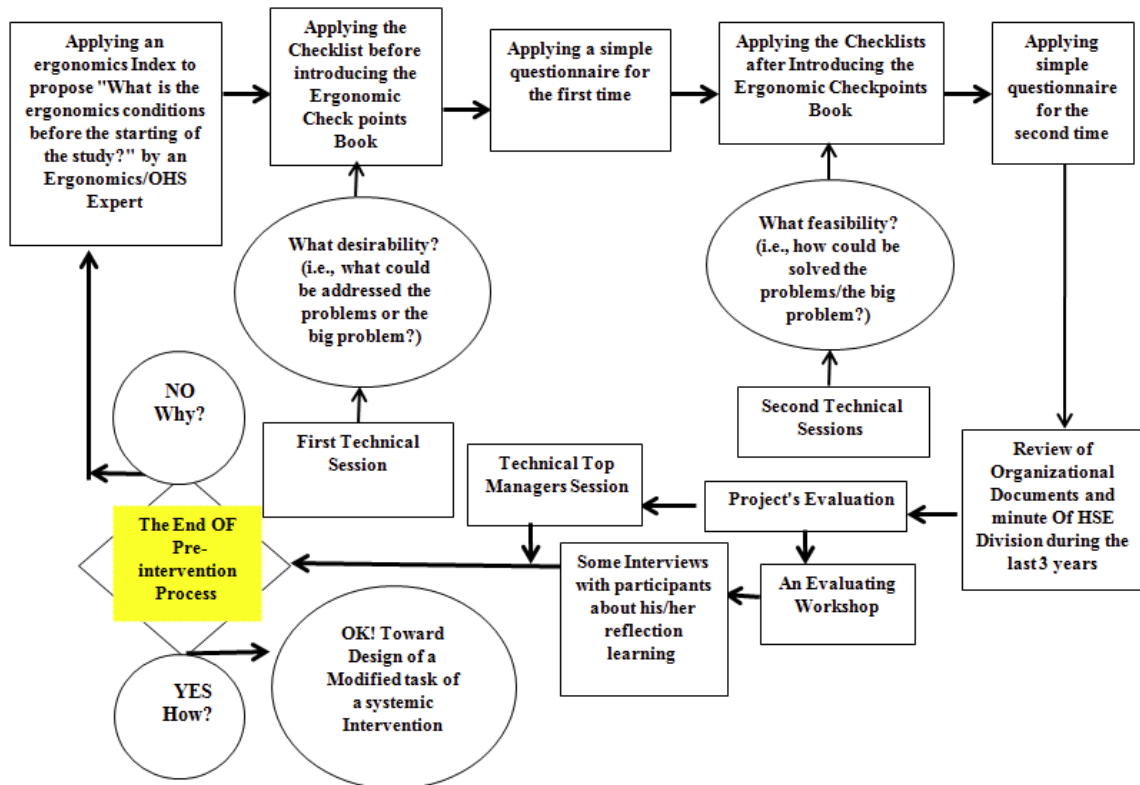 Applying an
ergonomics Index to
propose "What is the
ergonomics conditions
before the starting of
the study?" by an
Ergonomics/OHS
Expert
Applying the
Checklist before
introducing the
Ergonomic
Check points
Book
Applying a simple
questionnaire for
the first time
Applying the Checklists
after Introducing the
Ergonomic Checkpoints
Book
Applying
simple
questionnaire
for the
second time
What desirability?
(i.e., what could
be addressed the
problems or the
big problem?)
What feasibility?
(i.e., how could be
solved the
problems/the big
problem?)
NO
Why?
First Technical
Session
Second Technical
Sessions
Technical Top
Managers Session
Project's Evaluation
Review of
Organizational
Documents and
minute Of HSE
Division during the
last 3 years
The End OF
Pre-
intervention
Process
Some Interviews
with participants
about his/her
reflection
learning
An Evaluating
Workshop
YES
How?
OK! Toward
Design of a
Modified task of
a systemic
Intervention